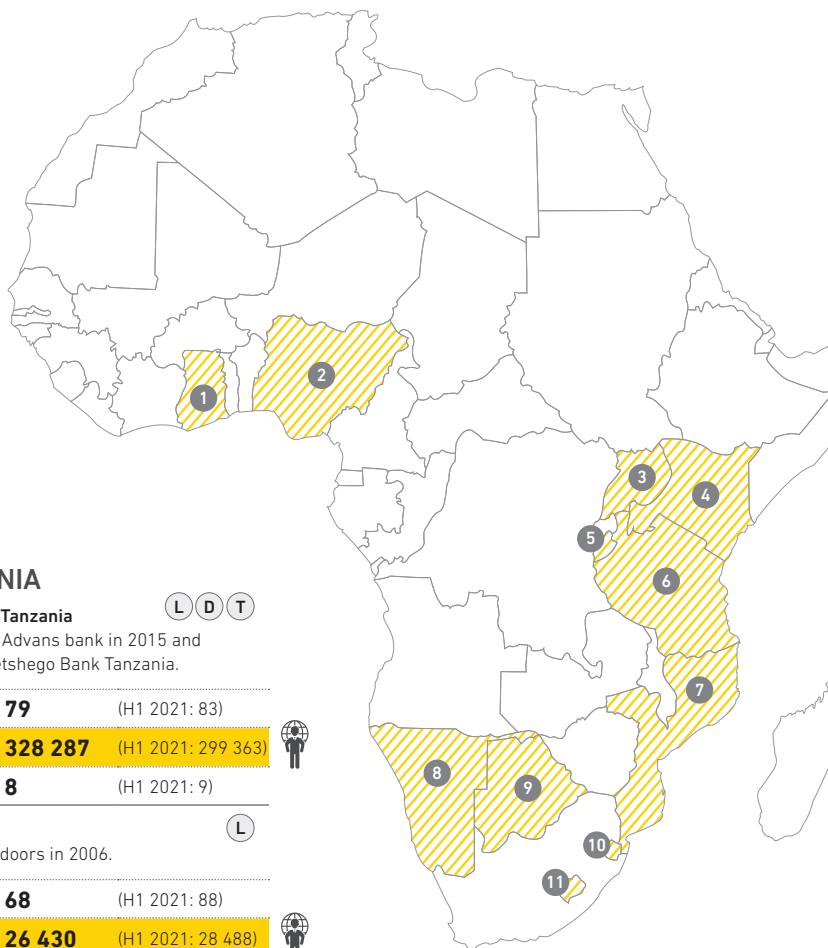 1
2
3
4
5
6
7
8
9
10
11
NIA
Tanzania
L D T
Advans bank in 2015 and
etshego Bank Tanzania.
79 (H1 2021: 83)
328 287 (H1 2021: 299 363)
8 (H1 2021: 9)
L
doors in 2006.
68 (H1 2021: 88)
26 430 (H1 2021: 28 488)